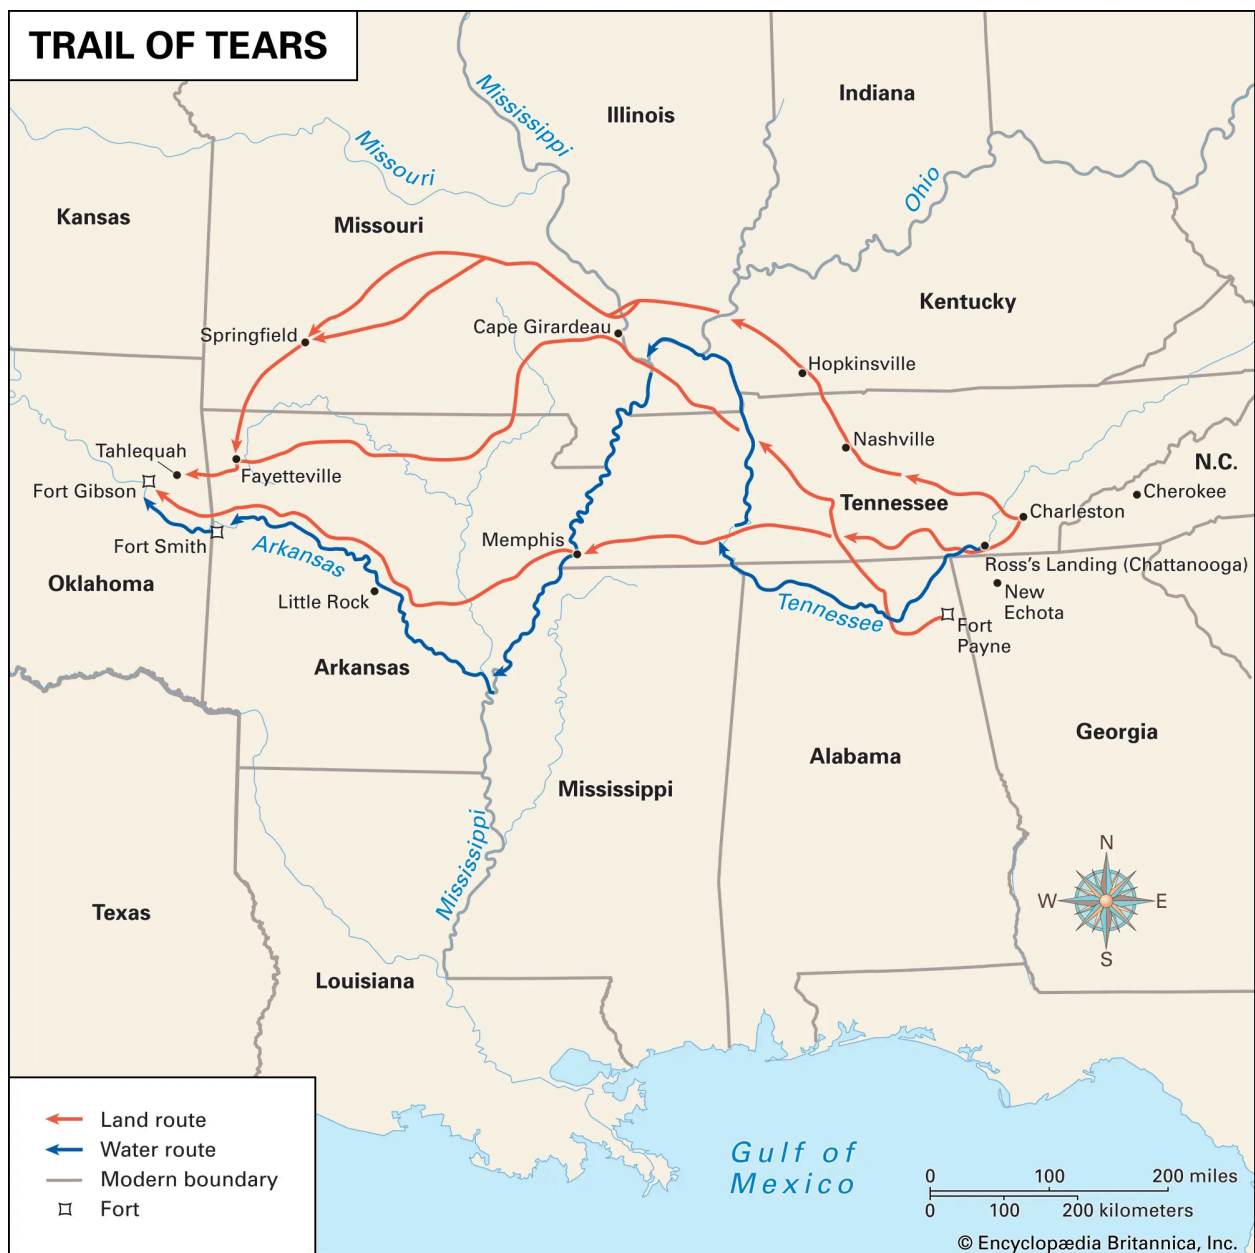 TRAIL OF TEARS
Mississippi
Illinois
Indiana
Missouri
Ohio
Kansas
Missouri
Kentucky
Springfield
Cape Girardeau
Hopkinsville
Nashville
Tahlequah
Fayetteville
N.C.
Fort Gibson
Cherokee
Tennessee
Charleston
Fort Smith
Arkansas
Memphis
Ross's Landing (Chattanooga)
Oklahoma
Little Rock
Tennessee
New
Echota
Fort
Payne
Arkansas
Georgia
Alabama
Mississippi
Mississippi
N
W
E
S
Texas
Louisiana
Land route
Water route
Modern boundary
Fort
Gulf of
Mexico
0 100 200 miles
0 100 200 kilometers
© Encyclopædia Britannica, Inc.